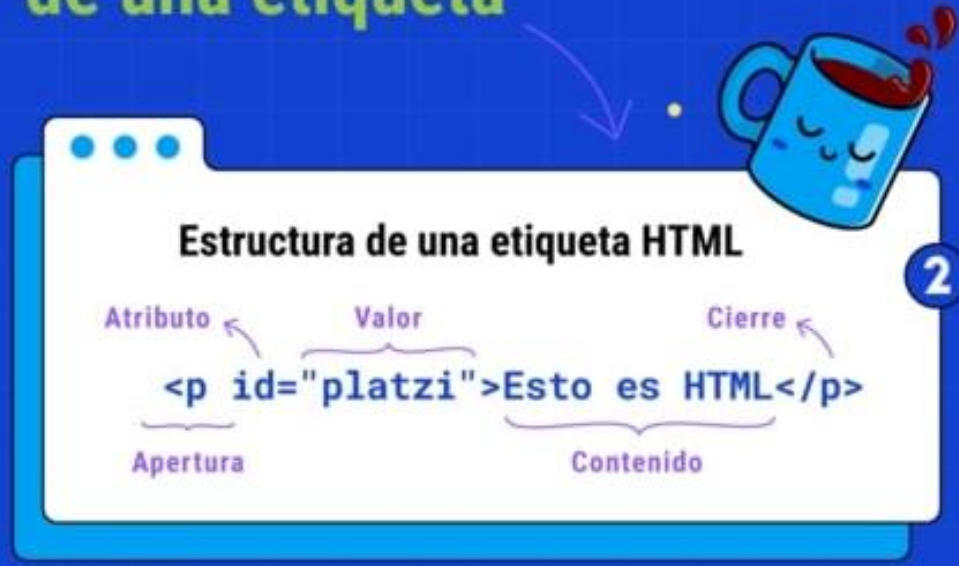 de una etiqueta
Estructura de una etiqueta HTML
Atributo Valor Cierre
<p id="platzi">Esto es HTML</p>
Apertura Contenido
2